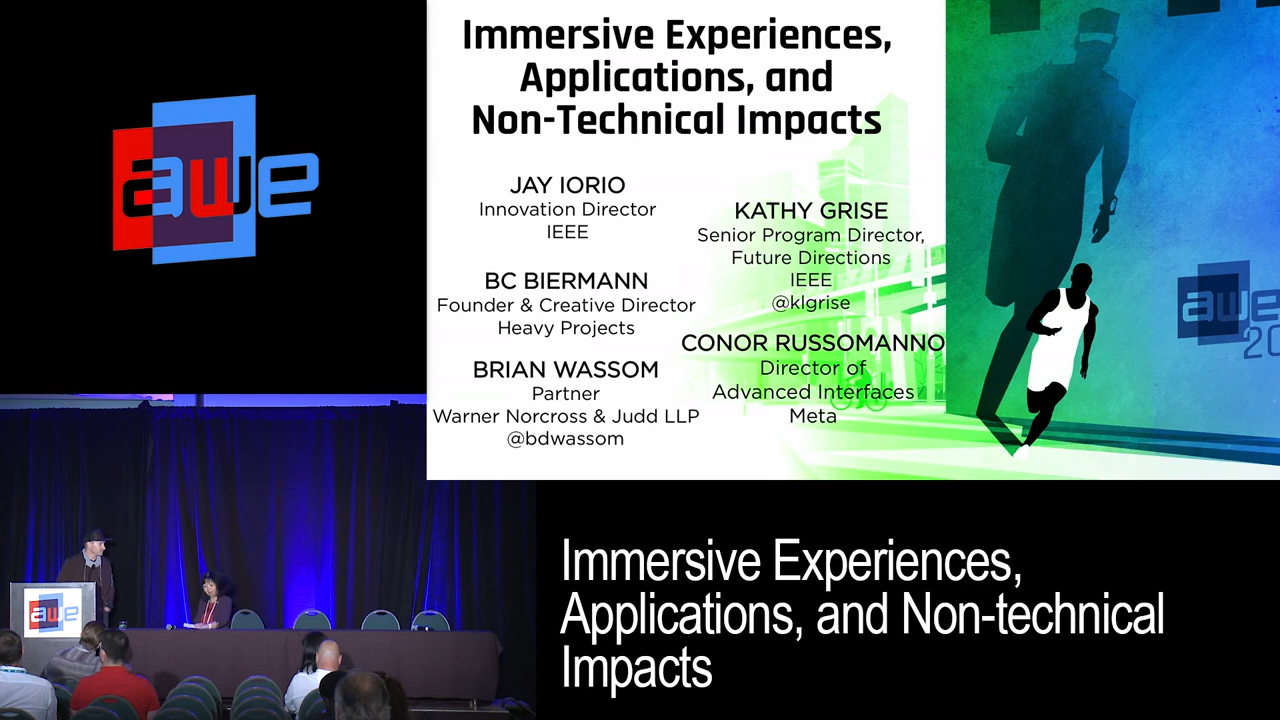 awe
Immersive Experiences,
Applications, and
Non-Technical Impacts
JAY IORIO
Innovation Director
IEEE
BC BIERMANN
Founder & Creative Director
Heavy Projects
BRIAN WASSOM
Partner
Warner Norcross & Judd LLP
@bdwassom
KATHY GRISE
Senior Program Director,
Future Directions
IEEE
@klgrise
CONOR RUSSOMANNO
Director of
Advanced Interfaces
Meta
awe
20
awe
Immersive Experiences,
Applications, and Non-technical
Impacts